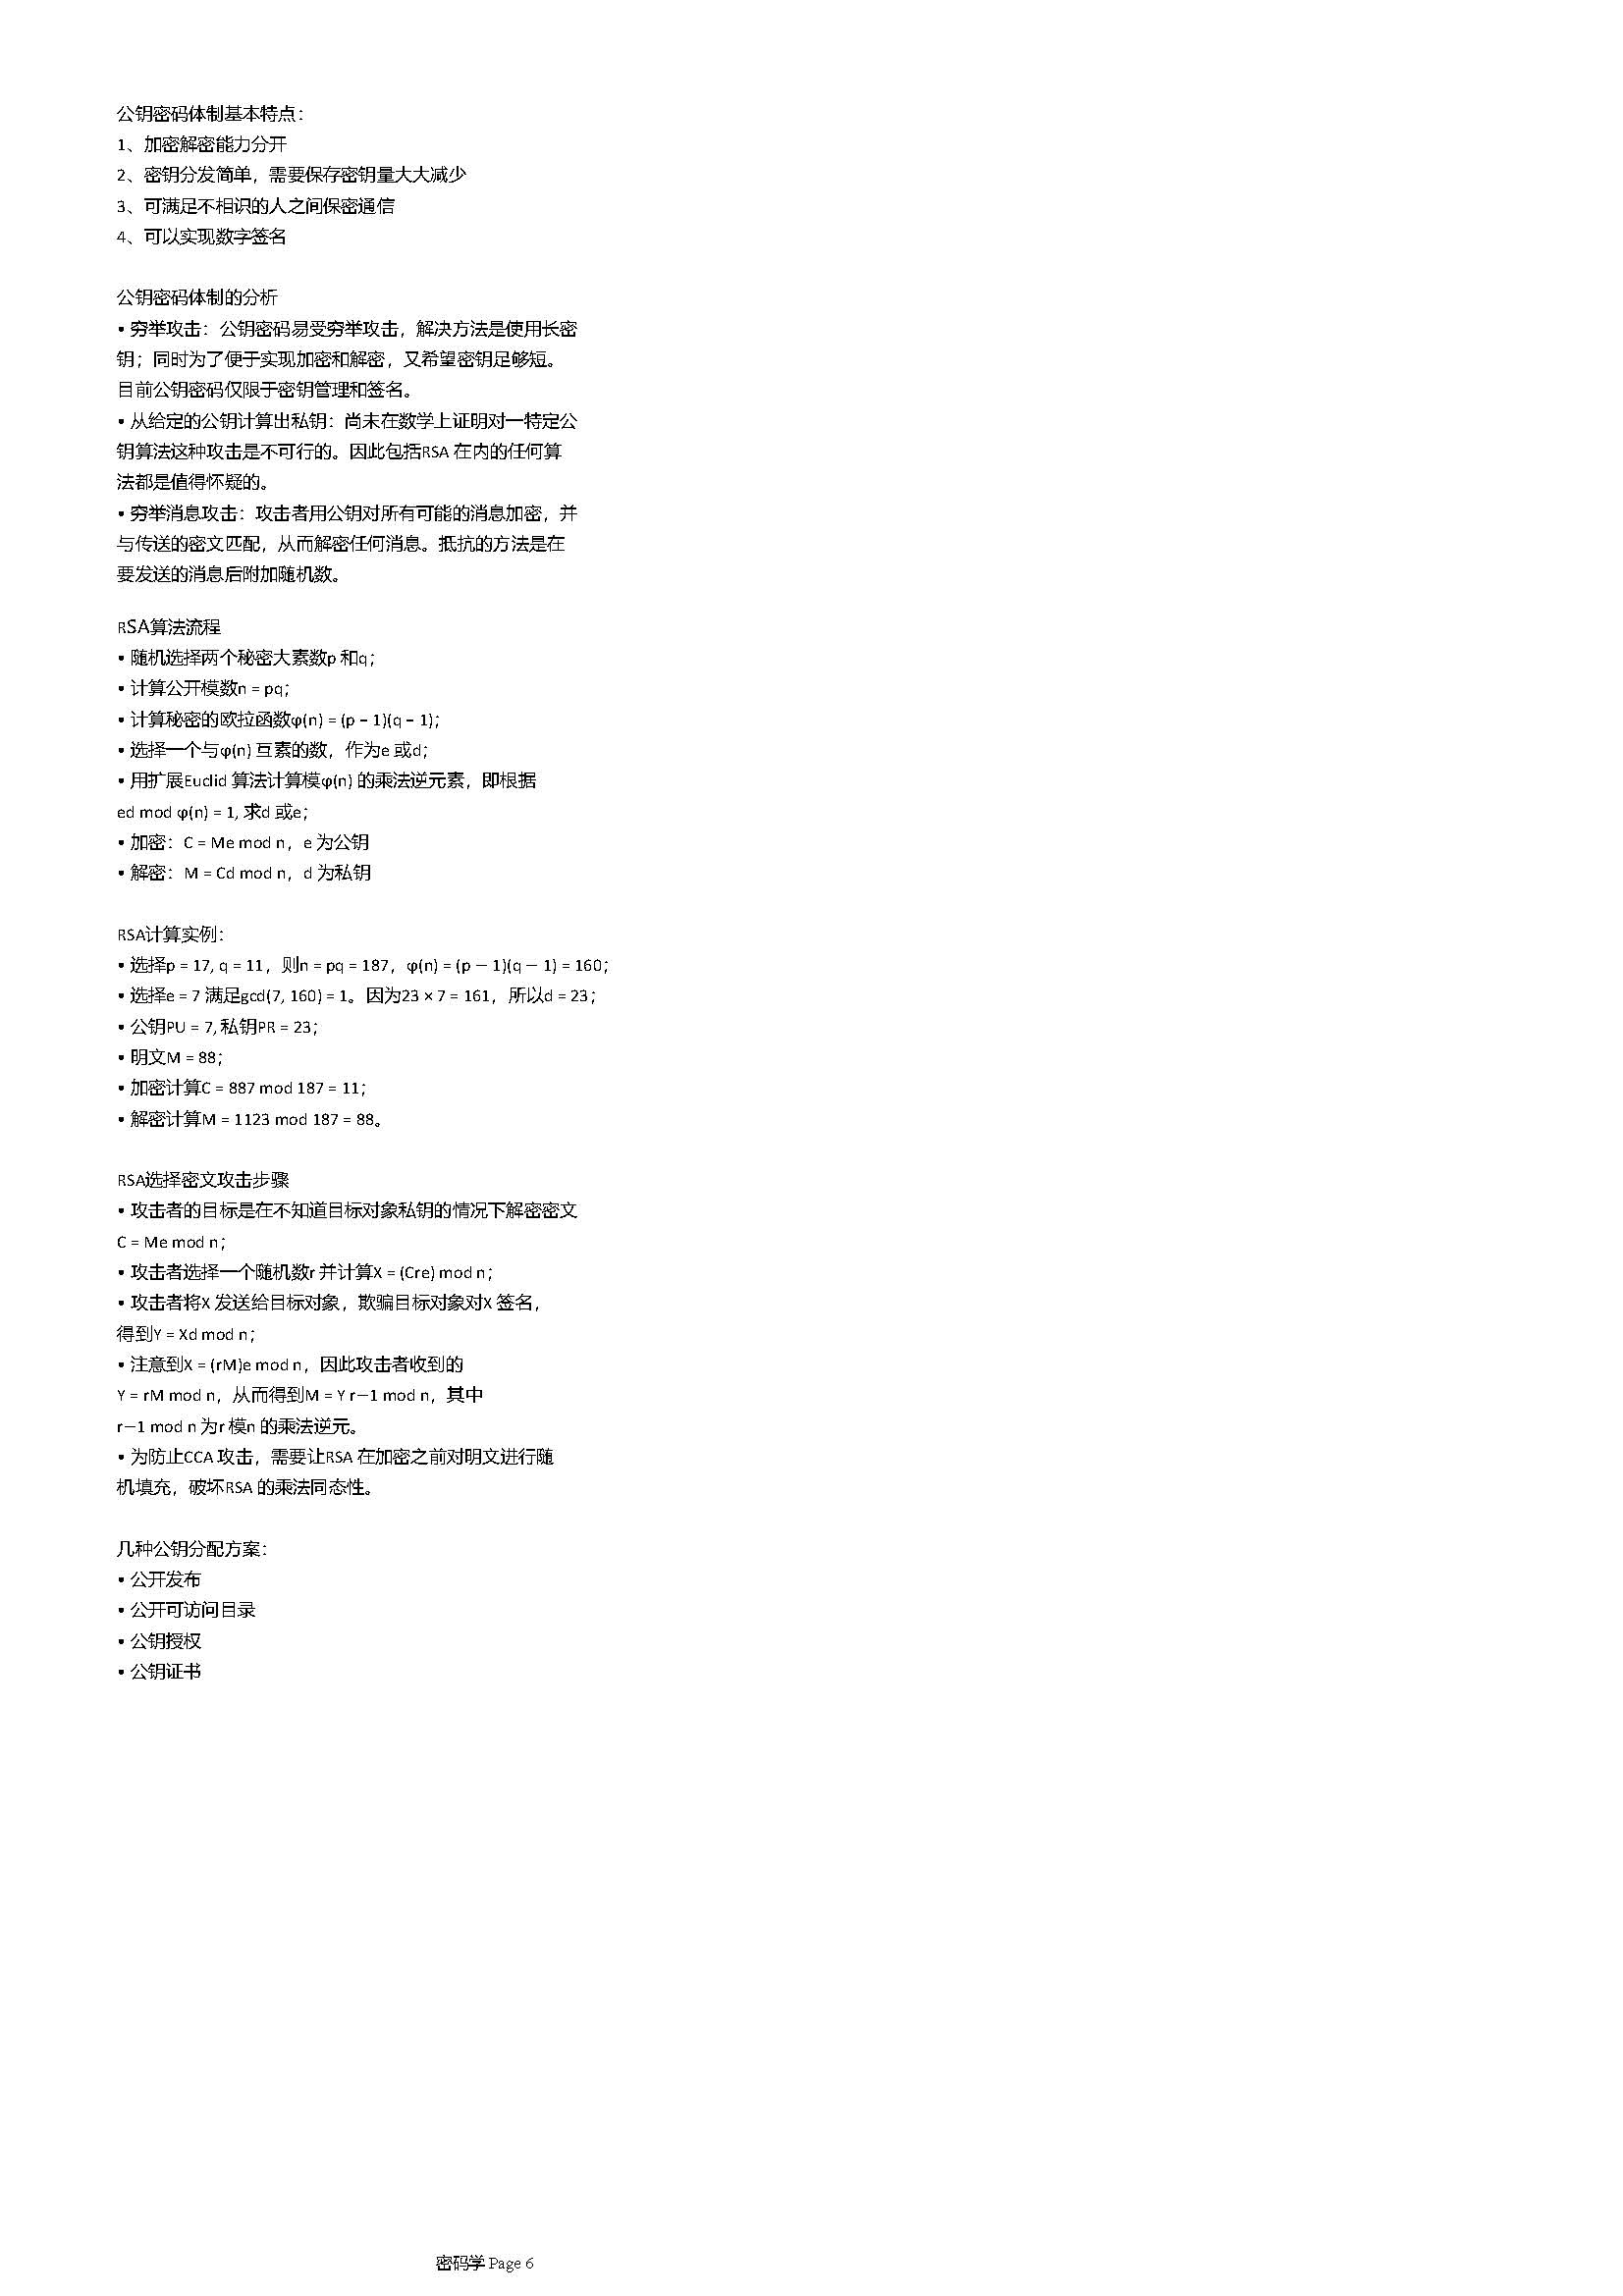 公钥密码体制基本特点：
1、加密解密能力分开
2、密钥分发简单，需要保存密钥量大大减少
3、可满足不相识的人之间保密通信
4、可以实现数字签名
公钥密码体制的分析
• 穷举攻击：公钥密码易受穷举攻击，解决方法是使用长密
钥；同时为了便于实现加密和解密，又希望密钥足够短。
目前公钥密码仅限于密钥管理和签名。
• 从给定的公钥计算出私钥：尚未在数学上证明对一特定公
钥算法这种攻击是不可行的。因此包括RSA 在内的任何算
法都是值得怀疑的。
• 穷举消息攻击：攻击者用公钥对所有可能的消息加密，并
与传送的密文匹配，从而解密任何消息。抵抗的方法是在
要发送的消息后附加随机数。
RSA算法流程
• 随机选择两个秘密大素数p 和q；
• 计算公开模数n = pq；
• 计算秘密的欧拉函数φ(n) = (p − 1)(q − 1)；
• 选择一个与φ(n) 互素的数，作为e 或d；
• 用扩展Euclid 算法计算模φ(n) 的乘法逆元素，即根据
ed mod φ(n) = 1, 求d 或e；
• 加密：C = Me mod n，e 为公钥
• 解密：M = Cd mod n，d 为私钥
RSA计算实例：
• 选择p = 17, q = 11，则n = pq = 187，φ(n) = (p − 1)(q − 1) = 160；
• 选择e = 7 满足gcd(7, 160) = 1。因为23 × 7 = 161，所以d = 23；
• 公钥PU = 7, 私钥PR = 23；
• 明文M = 88；
• 加密计算C = 887 mod 187 = 11；
• 解密计算M = 1123 mod 187 = 88。
RSA选择密文攻击步骤
• 攻击者的目标是在不知道目标对象私钥的情况下解密密文
C = Me mod n；
• 攻击者选择一个随机数r 并计算X = (Cre) mod n；
• 攻击者将X 发送给目标对象，欺骗目标对象对X 签名，
得到Y = Xd mod n；
• 注意到X = (rM)e mod n，因此攻击者收到的
Y = rM mod n，从而得到M = Y r−1 mod n，其中
r−1 mod n 为r 模n 的乘法逆元。
• 为防止CCA 攻击，需要让RSA 在加密之前对明文进行随
机填充，破坏RSA 的乘法同态性。
几种公钥分配方案：
• 公开发布
• 公开可访问目录
• 公钥授权
• 公钥证书
密码学 Page 6